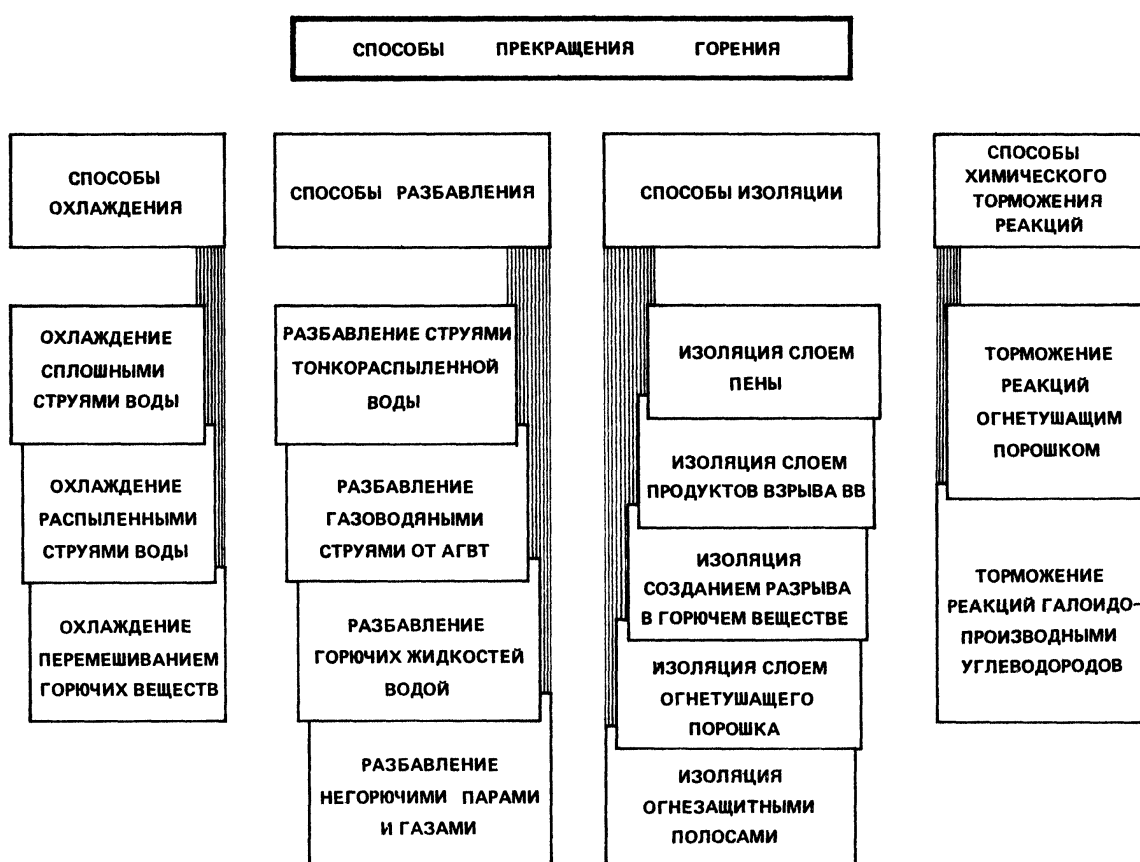 СПОСОБЫ ПРЕКРАЩЕНИЯ ГОРЕНИЯ
СПОСОБЫ
ОХЛАЖДЕНИЯ
ОХЛАЖДЕНИЕ
СПЛОШНЫМИ
СТРУЯМИ ВОДЫ
ОХЛАЖДЕНИЕ
РАСПЫЛЕННЫМИ
СТРУЯМИ ВОДЫ
ОХЛАЖДЕНИЕ
ПЕРЕМЕШИВАНИЕМ
ГОРЮЧИХ ВЕЩЕСТВ
СПОСОБЫ РАЗБАВЛЕНИЯ
РАЗБАВЛЕНИЕ СТРУЯМИ
ТОНКОРАСПЫЛЕННОЙ
ВОДЫ
РАЗБАВЛЕНИЕ
ГАЗОВОДЯНЫМИ
СТРУЯМИ ОТ АГВТ
РАЗБАВЛЕНИЕ
ГОРЮЧИХ ЖИДКОСТЕЙ
ВОДОЙ
РАЗБАВЛЕНИЕ
НЕГОРЮЧИМИ ПАРАМИ
И ГАЗАМИ
СПОСОБЫ ИЗОЛЯЦИИ
ИЗОЛЯЦИЯ СЛОЕМ
ПЕНЫ
ИЗОЛЯЦИЯ СЛОЕМ
ПРОДУКТОВ ВЗРЫВА ВВ
ИЗОЛЯЦИЯ
СОЗДАНИЕМ РАЗРЫВА
В ГОРЮЧЕМ ВЕЩЕСТВЕ
ИЗОЛЯЦИЯ СЛОЕМ
ОГНЕТУШАЩЕГО
ПОРОШКА
ИЗОЛЯЦИЯ
ОГНЕЗАЩИТНЫМИ
ПОЛОСАМИ
СПОСОБЫ
ХИМИЧЕСКОГО
ТОРМОЖЕНИЯ
РЕАКЦИЙ
ТОРМОЖЕНИЕ
РЕАКЦИЙ
ОГНЕТУШАЩИМ
ПОРОШКОМ
ТОРМОЖЕНИЕ
РЕАКЦИЙ ГАЛОИДО-
ПРОИЗВОДНЫМИ
УГЛЕВОДОРОДОВ